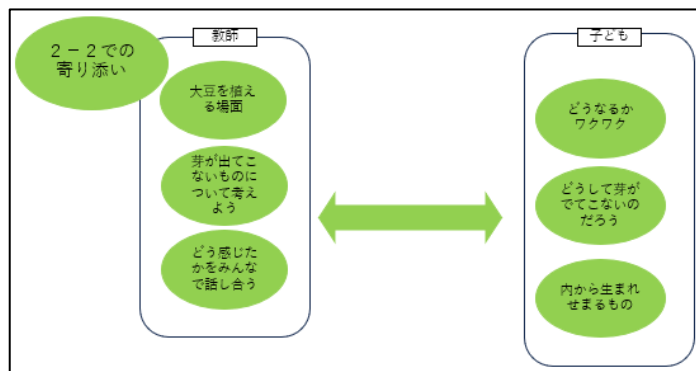 2－2での
寄り添い
教師
大豆を植え
る場面
芽が出てこ
ないものに
ついて考え
よう
どう感じた
かをみんな
で話し合う
子ども
どうなるか
ワクワク
どうして芽が
でてこないの
だろう
内から生まれ
せまるもの